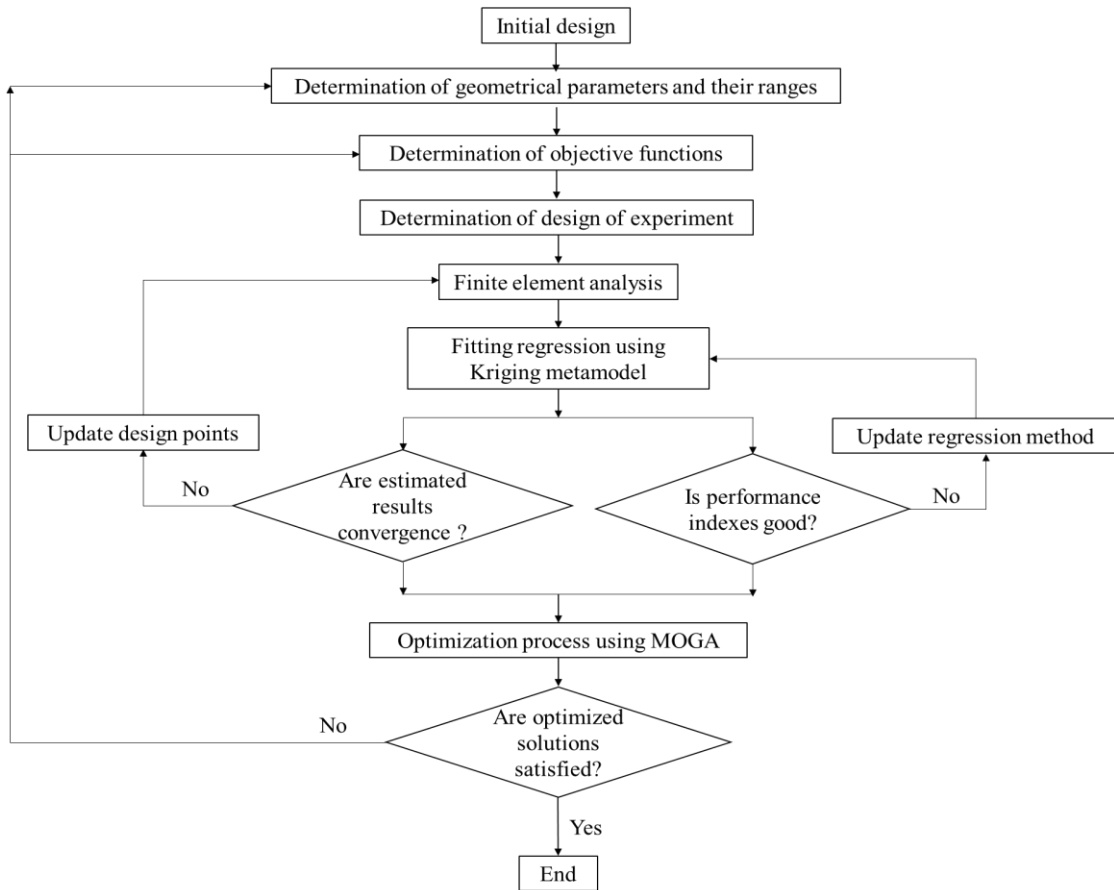 Initial design
Determination of geometrical parameters and their ranges
Determination of objective functions
Determination of design of experiment
Finite element analysis
Fitting regression using
Kriging metamodel
Update design points
Update regression method
No
Are estimated
results
convergence ?
Is performance
indexes good?
No
Optimization process using MOGA
No
Are optimized
solutions
satisfied?
Yes
End